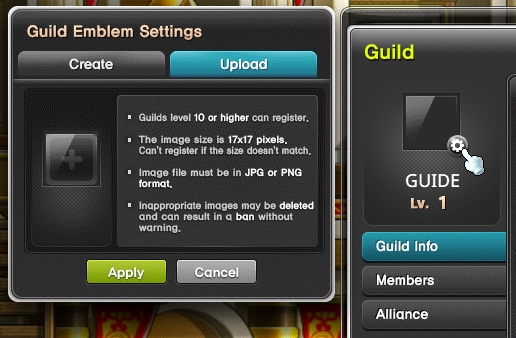 Guild Emblem Settings
Create
Upload
Guilds level 10 or higher can register.
The image size is 17x17 pixels.
Can't register if the size doesn't match.
Image file must be in JPG or PNG
format.
Inappropriate images may be deleted
and can result in a ban without
warning.
Apply
Cancel
Guild
GUIDE
Lv. 1
Guild Info
Members
Alliance